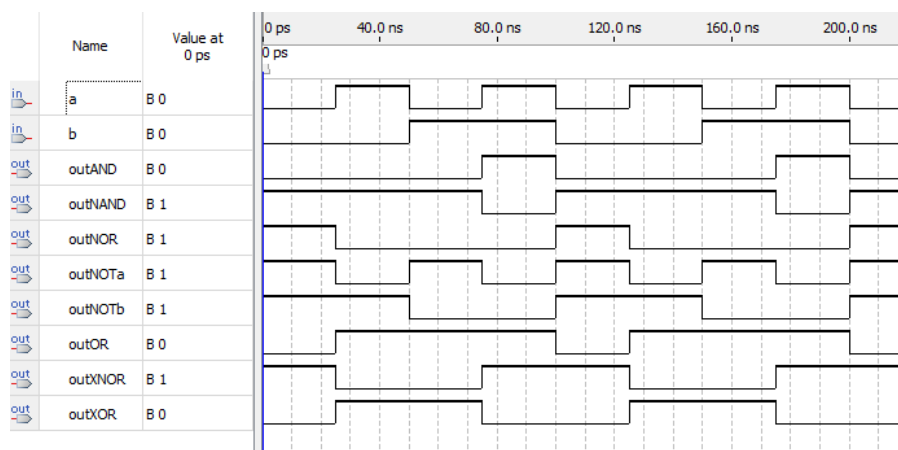 Name Value at 0 ps
0 ps 40.0 ns 80.0 ns 120.0 ns 160.0 ns 200.0 ns
0 ps
in a B 0
in b B 0
out outAND B 0
out outNAND B 1
out outNOR B 1
out outNOTa B 1
out outNOTb B 1
out outOR B 0
out outXNOR B 1
out outXOR B 0